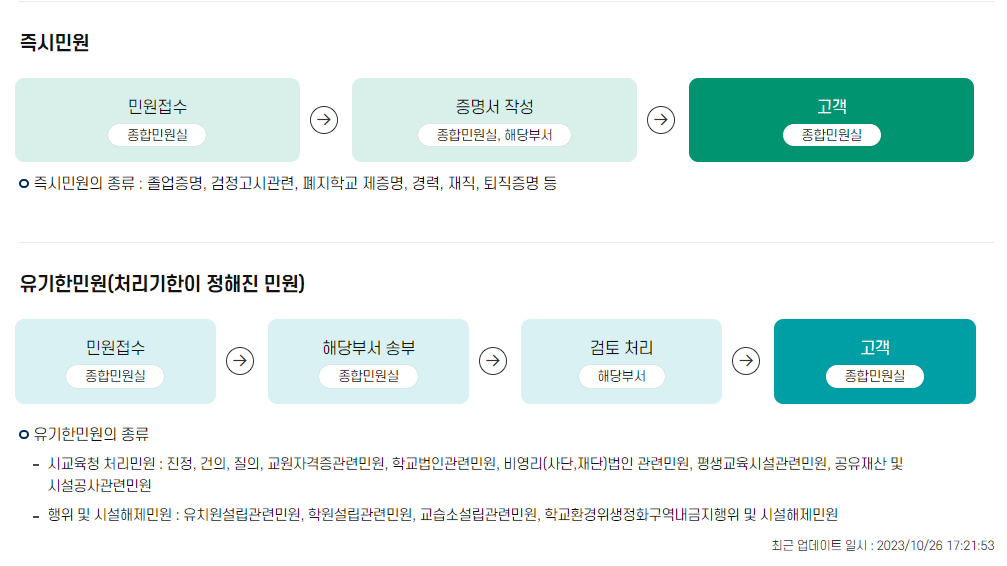 즉시민원
민원접수
종합민원실
증명서 작성
종합민원실, 해당부서
고객
종합민원실
즉시민원의 종류 : 졸업증명, 검정고시관련, 폐지학교 제증명, 경력, 재직, 퇴직증명 등
유기한민원(처리기한이 정해진 민원)
민원접수
종합민원실
해당부서 송부
종합민원실
검토 처리
해당부서
고객
종합민원실
유기한민원의 종류
- 시교육청 처리민원 : 진정, 건의, 질의, 교원자격증관련민원, 학교법인관련민원, 비영리(사단,재단)법인 관련민원, 평생교육시설관련민원, 공유재산 및
시설공사관련민원
- 행위 및 시설해제민원 : 유치원설립관련민원, 학원설립관련민원, 교습소설립관련민원, 학교환경위생정화구역내금지행위 및 시설해제민원
최근 업데이트 일시 : 2023/10/26 17:21:53